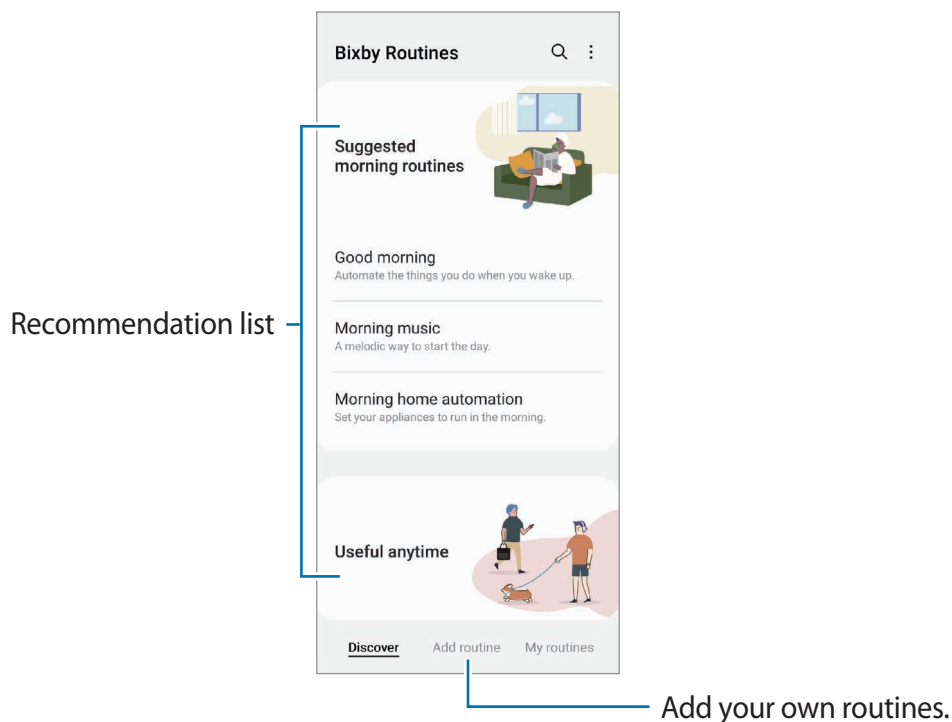 Bixby Routines
Suggested
morning routines
Good morning
Automate the things you do when you wake up.
Recommendation list
Morning music
A melodic way to start the day.
Morning home automation
Set your appliances to run in the morning.
Useful anytime
Discover Add routine My routines
Add your own routines.